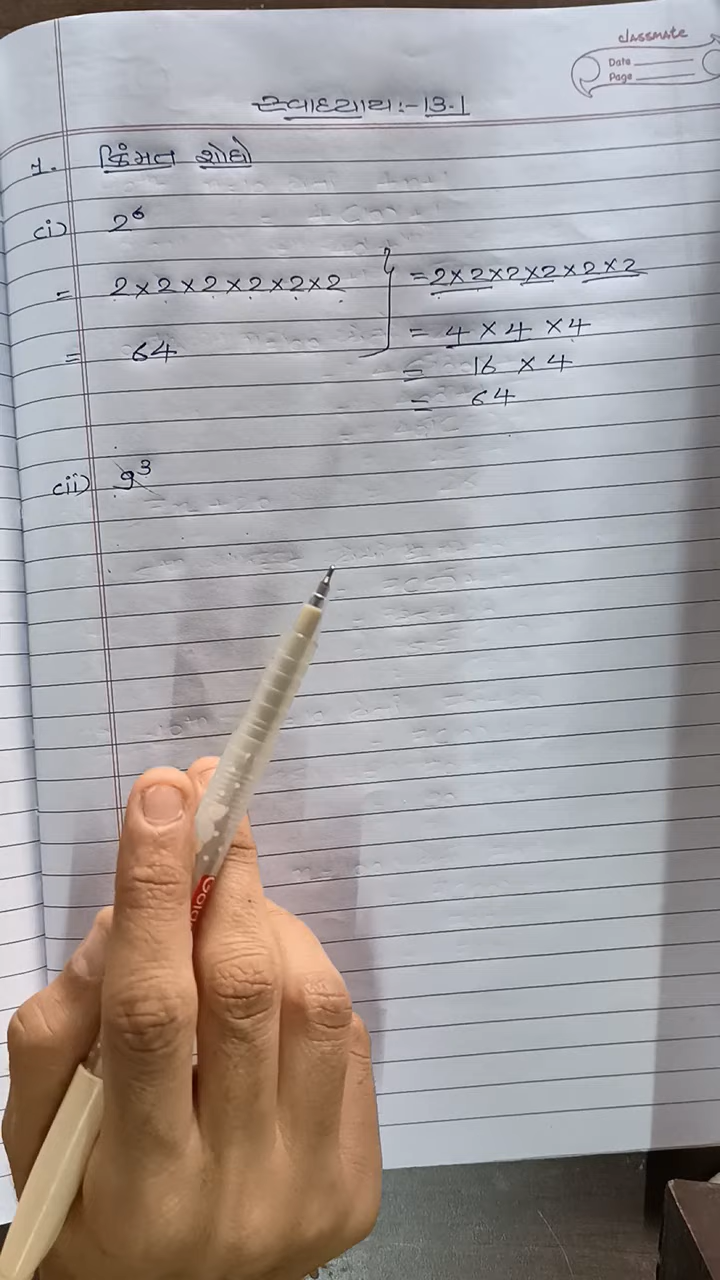 classmate
Date
Page
સ્વાધ્યાય:- 13.1
1. કિંમત શોધો
(i) 2⁶
= 2×2×2×2×2×2
= 64
= 2×2×2×2×2×2
= 4 × 4 × 4
= 16 × 4
= 64
(ii) 9³